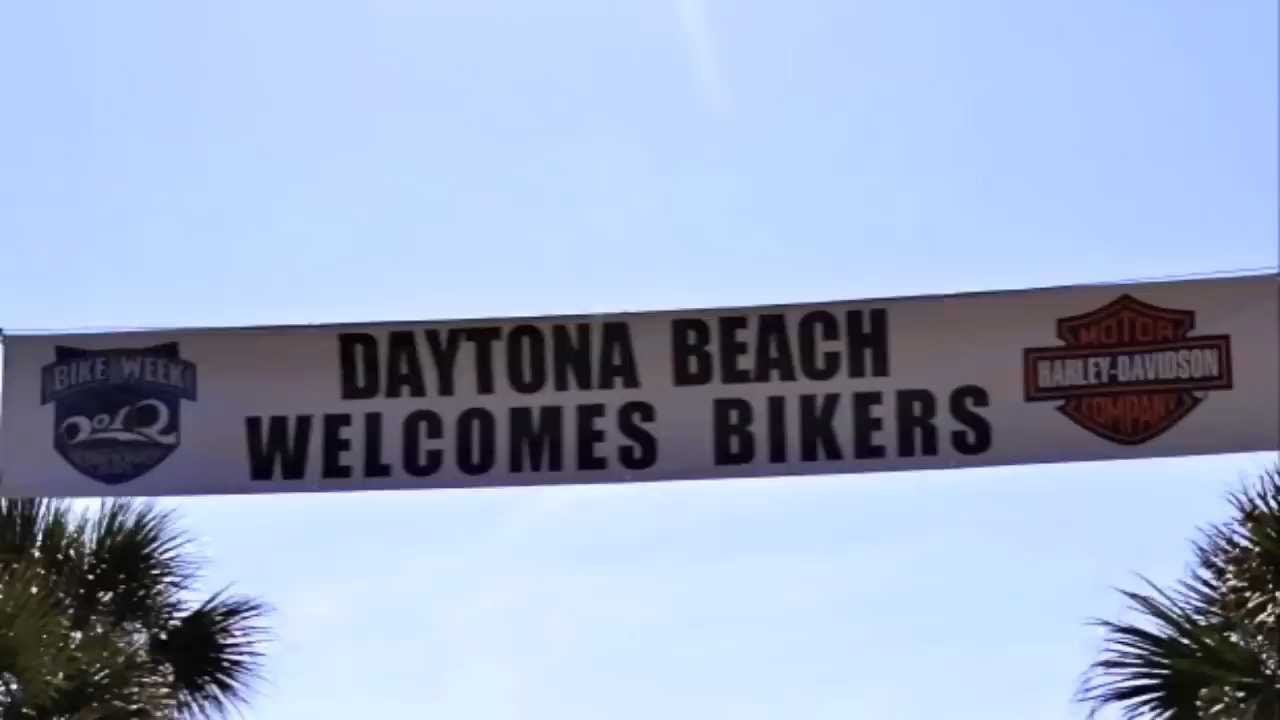 BIKE WEEK
2012
DAYTONA BEACH
WELCOMES BIKERS
MOTOR
HARLEY-DAVIDSON
COMPANY